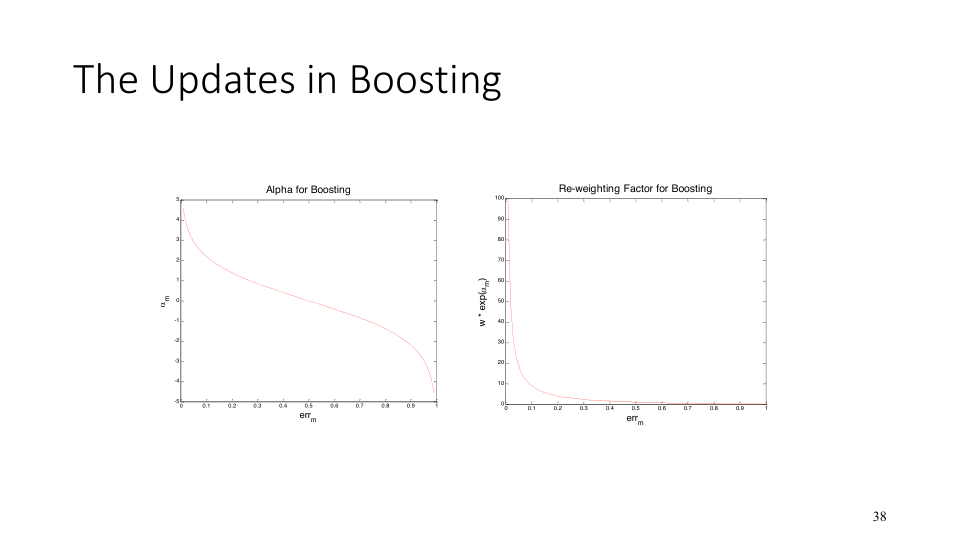 The Updates in Boosting
Alpha for Boosting
5
4
3
2
1
0
-1
-2
-3
-4
-5
α m
0 0.1 0.2 0.3 0.4 0.5 0.6 0.7 0.8 0.9 1
err m
Re-weighting Factor for Boosting
100
90
80
70
60
50
40
30
20
10
0
w * exp(α m)
0 0.1 0.2 0.3 0.4 0.5 0.6 0.7 0.8 0.9 1
err m
38